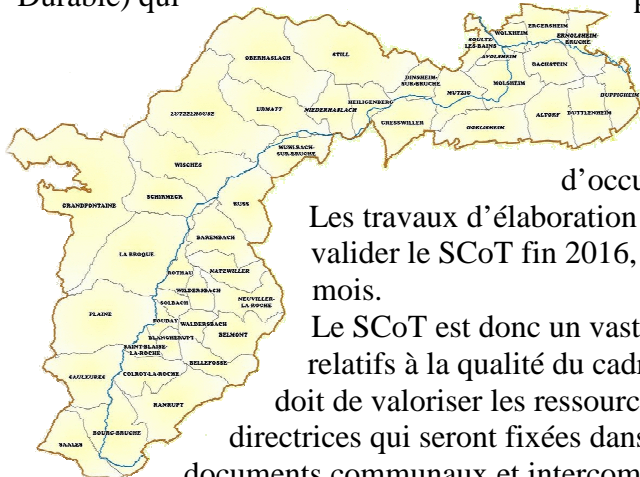 Durable) qui
p
d’occu
Les travaux d’élaboration
valider le SCoT fin 2016,
mois.
Le SCoT est donc un vast
relatifs à la qualité du cadr
doit de valoriser les ressourc
directrices qui seront fixées dans
documents communaux et intercom
OBERHASLACH
STILL
SOULTZ
LES-BAINS
WOLXHEIM
ERGERSHEIM
ERNOLSHEIM
BRUCHE
AVOLSHEIM
DACHSTEIN
DINSHEIM-
SUR-BRUCHE
MUTZIG
MOLSHEIM
DUPPIGHEIM
LUTZELHOUSE
URMATT
NIEDERHASLACH
HEILIGENBERG
GRESSWILLER
DORLISHEIM
ALTORF
DUTTLENHEIM
MUHLBACH-
SUR-BRUCHE
WISCHES
GRANDFONTAINE
SCHIRMECK
RUSS
LA BROQUE
BAREMBACH
ROTHAU
NATZWILLER
WILDERSBACH
SOLBACH
NEUVILLER-
LA-ROCHE
PLAINE
FOUDAY
WALDERSBACH
BLANCHERUPT
BELMONT
SAINT-BLAISE-
LA-ROCHE
BELLEFOSSE
SAULXURES
COLROY-LA-ROCHE
RANRUPT
BOURG-BRUCHE
SAALES